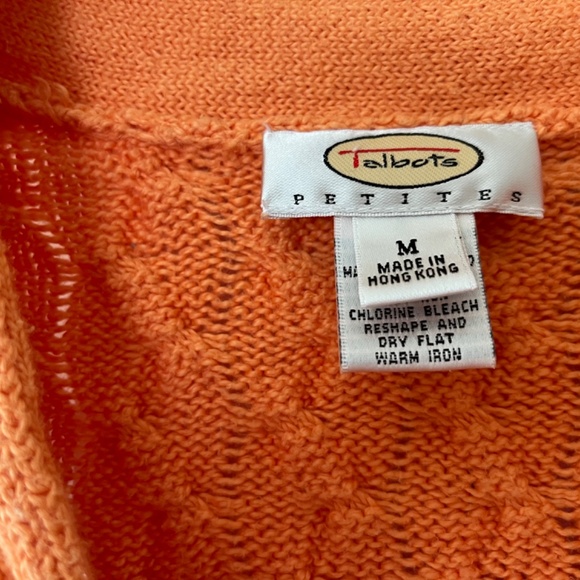 Talbots
PETITES
M
MADE IN
HONG KONG
CHLORINE BLEACH
RESHAPE AND
DRY FLAT
WARM IRON